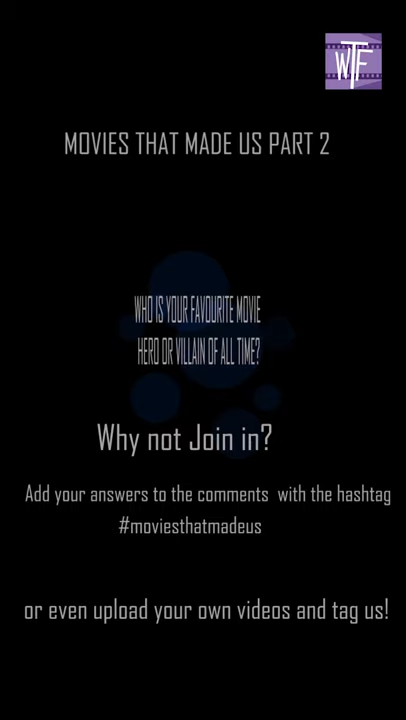 WTF
MOVIES THAT MADE US PART 2
WHO IS YOUR FAVOURITE MOVIE
HERO OR VILLAIN OF ALL TIME?
Why not Join in?
Add your answers to the comments with the hashtag
#moviesthatmadeus
or even upload your own videos and tag us!